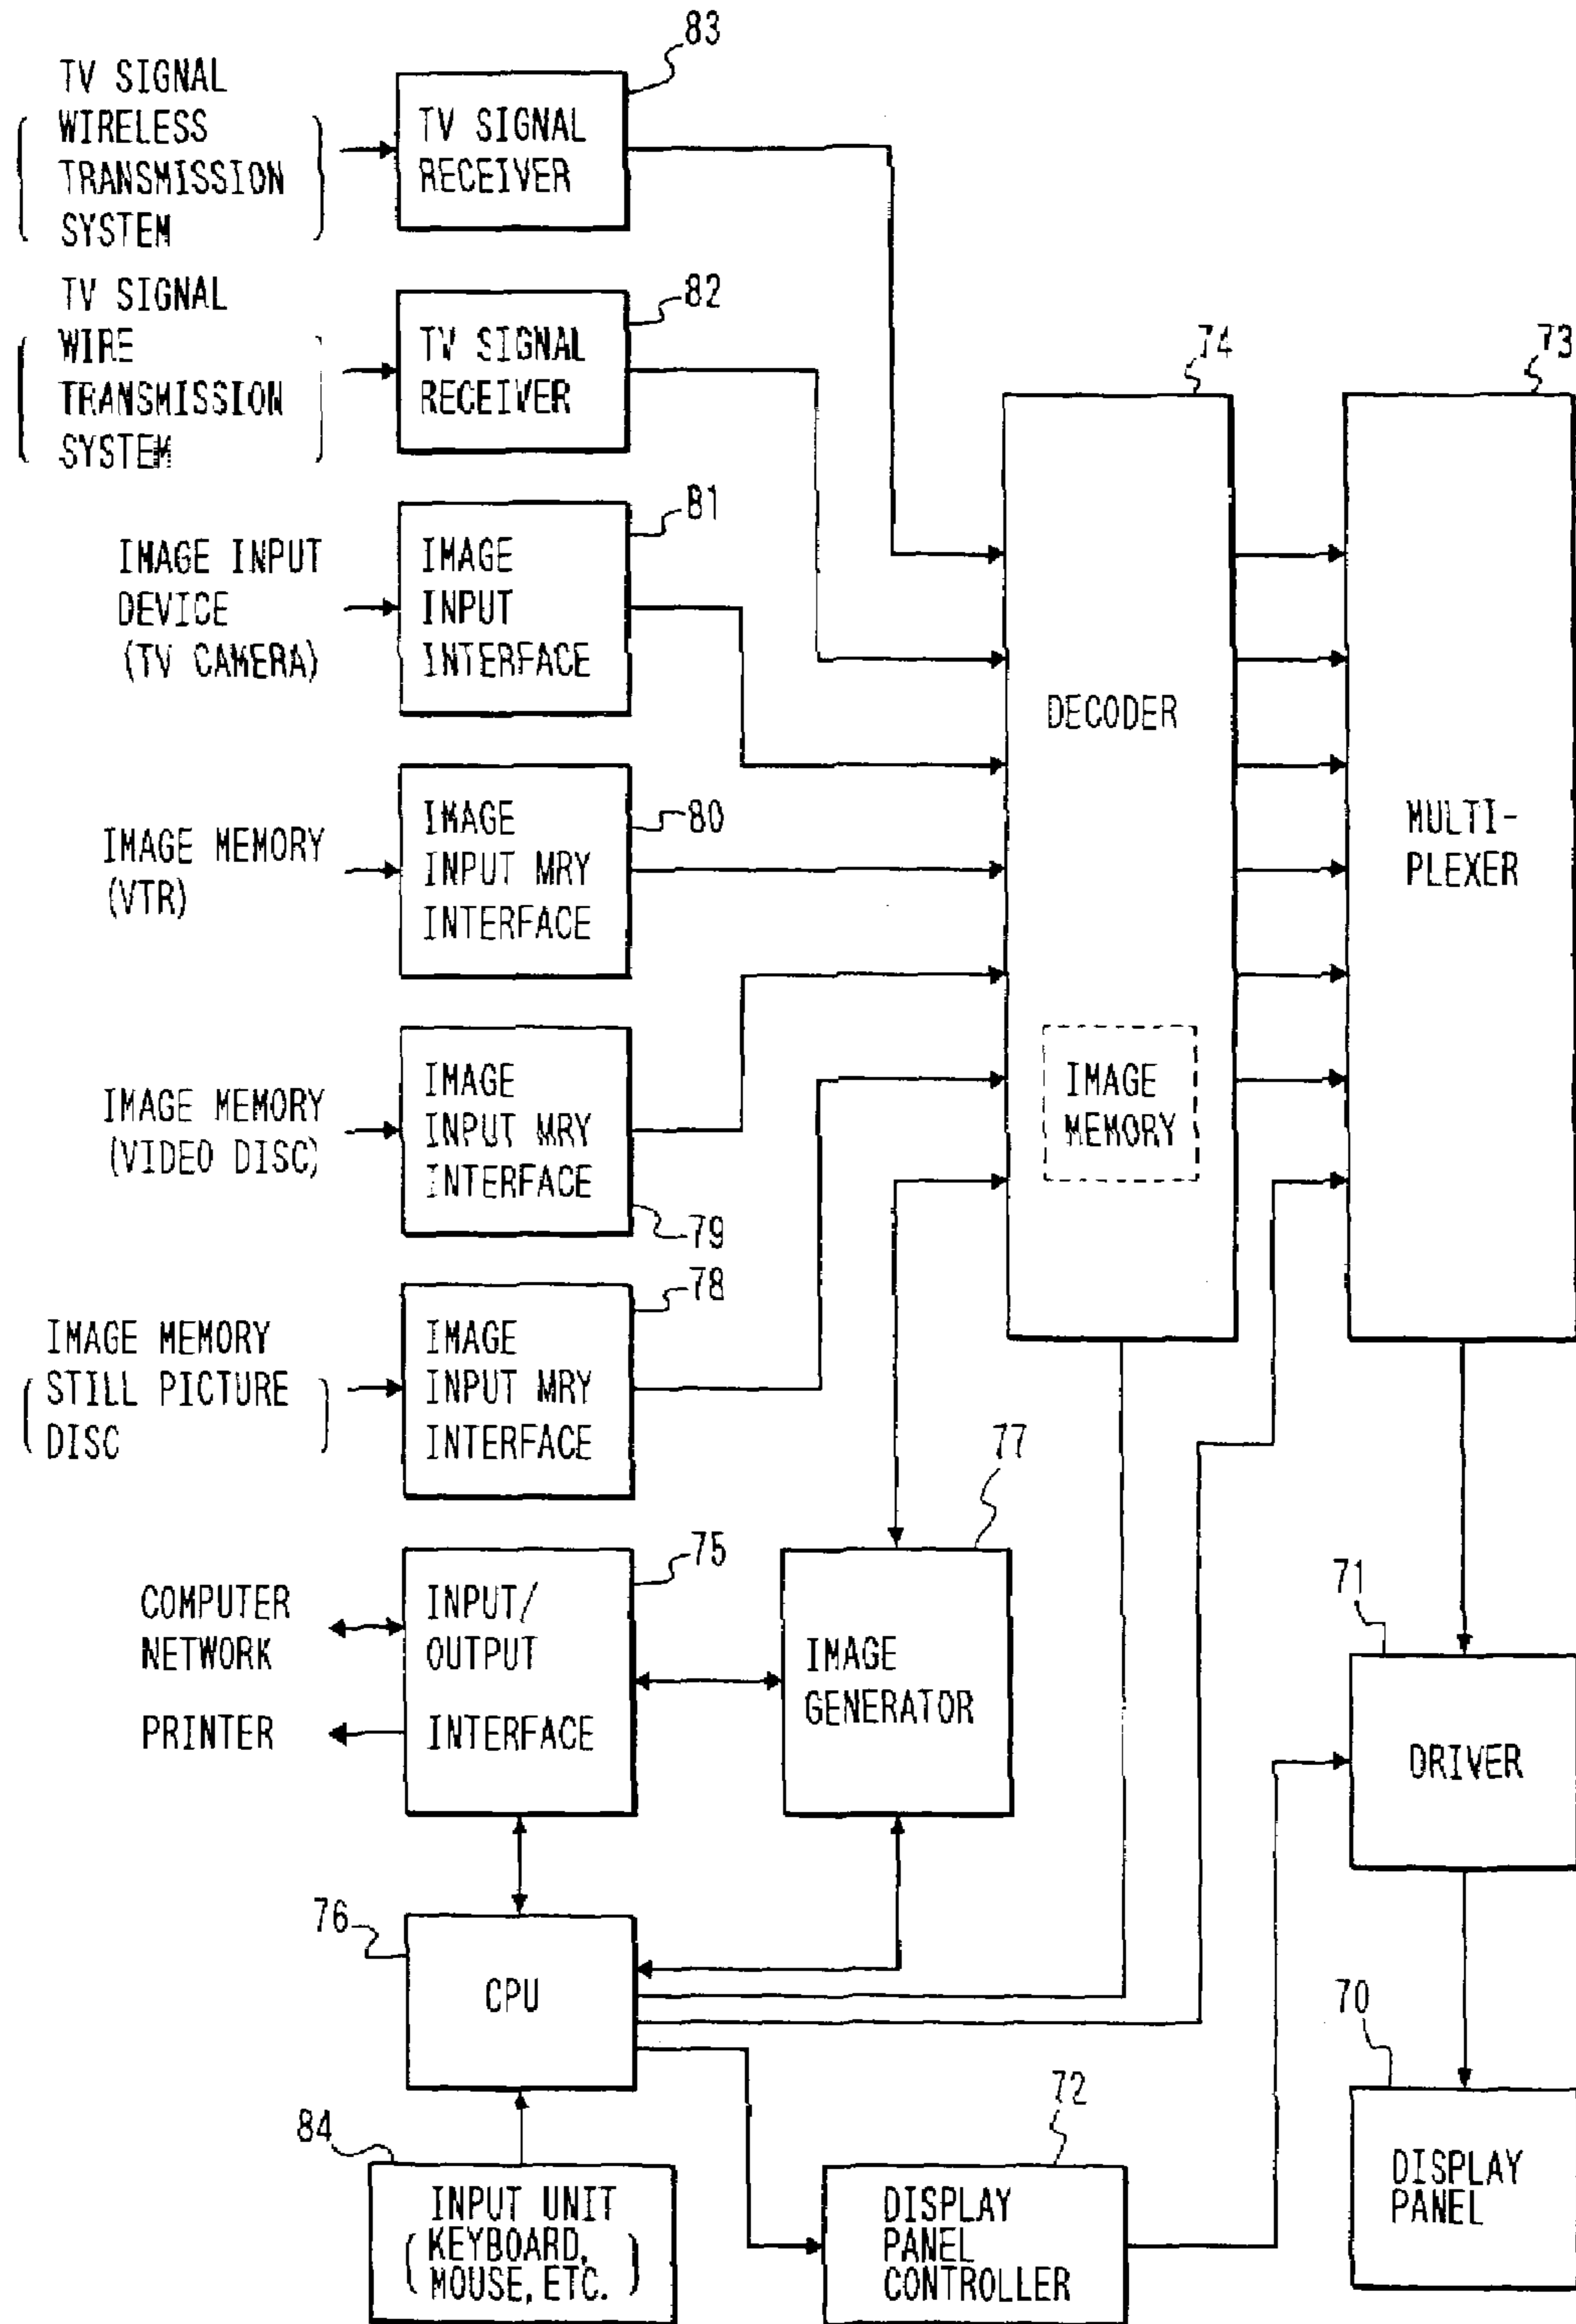 83
TV SIGNAL
WIRELESS
TRANSMISSION
SYSTEM
TV SIGNAL
RECEIVER
TV SIGNAL
WIRE
TRANSMISSION
SYSTEM
82
TV SIGNAL
RECEIVER
74
73
81
IMAGE INPUT
DEVICE
(TV CAMERA)
IMAGE
INPUT
INTERFACE
DECODER
MULTI-
PLEXER
80
IMAGE MEMORY
(VTR)
IMAGE
INPUT MRY
INTERFACE
IMAGE MEMORY
(VIDEO DISC)
IMAGE
INPUT MRY
INTERFACE
79
IMAGE
MEMORY
78
IMAGE MEMORY
STILL PICTURE
DISC
IMAGE
INPUT MRY
INTERFACE
77
75
COMPUTER
NETWORK
PRINTER
INPUT/
OUTPUT
INTERFACE
IMAGE
GENERATOR
71
DRIVER
76
CPU
70
DISPLAY
PANEL
84
INPUT UNIT
(KEYBOARD,
MOUSE, ETC.)
72
DISPLAY
PANEL
CONTROLLER